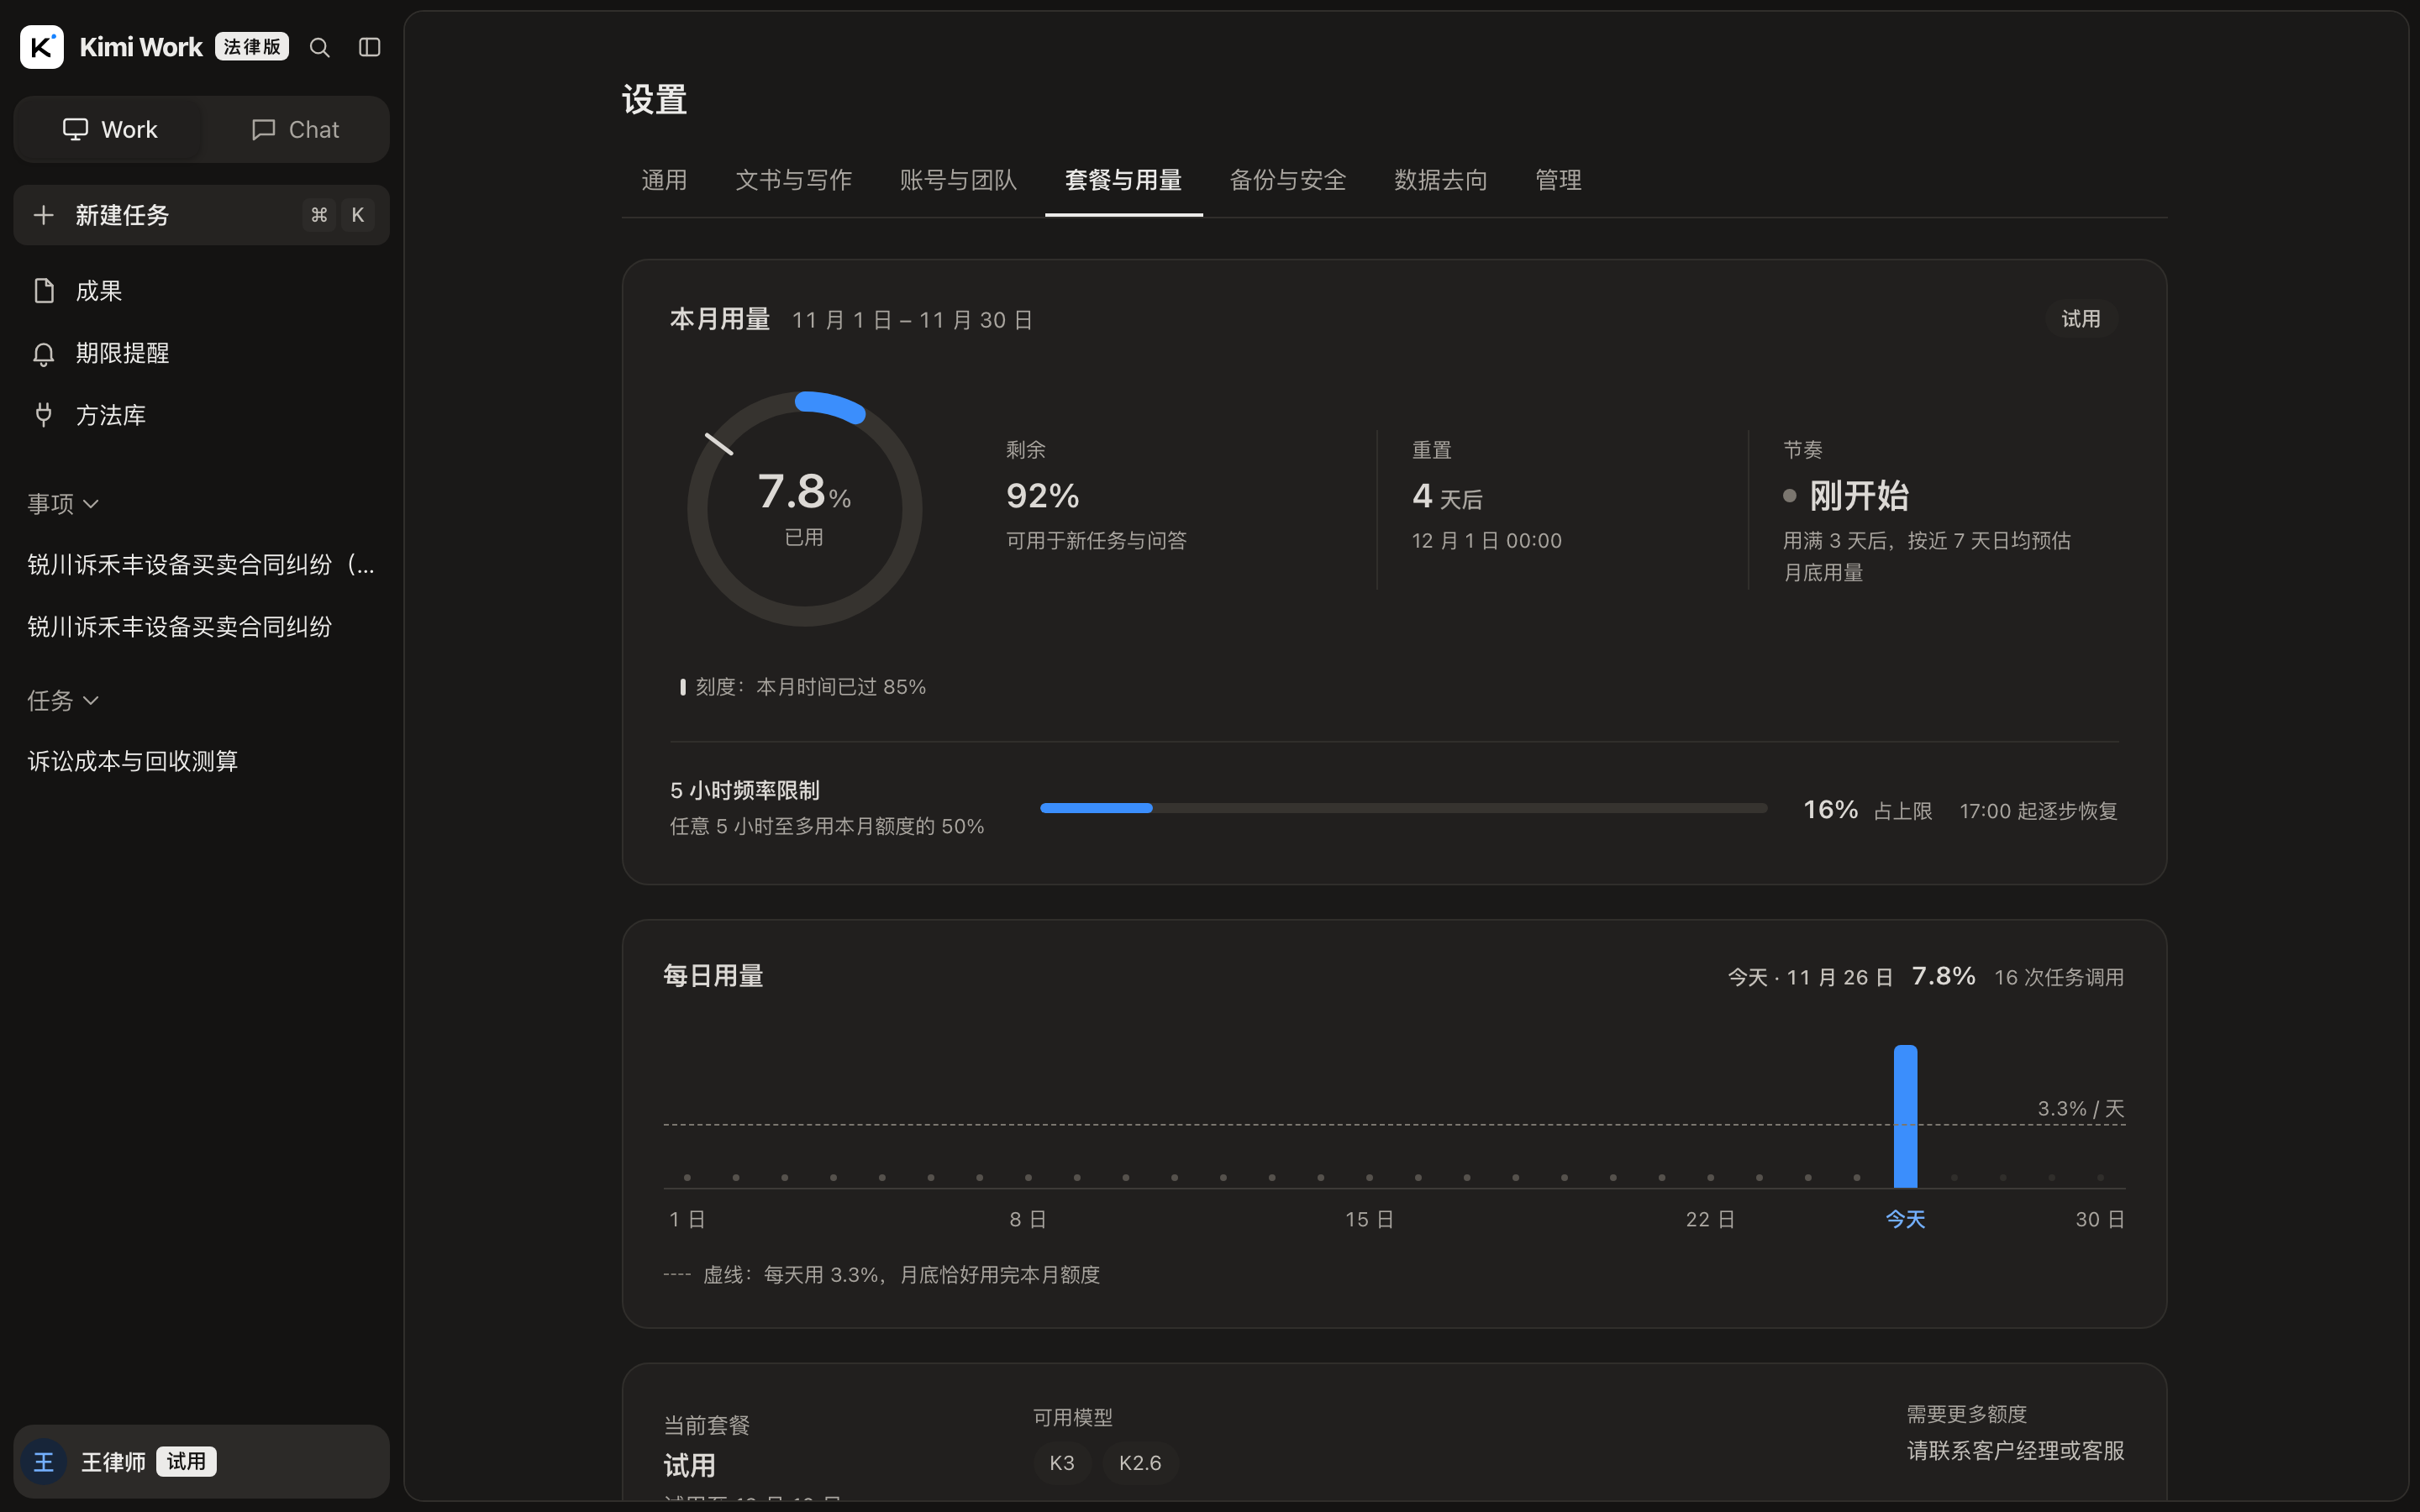 Kimi Work 法律版
Work
Chat
新建任务 ⌘ K
成果
期限提醒
方法库
事项
锐川诉禾丰设备买卖合同纠纷（...
锐川诉禾丰设备买卖合同纠纷
任务
诉讼成本与回收测算
王 王律师 试用
设置
通用 文书与写作 账号与团队 套餐与用量 备份与安全 数据去向 管理
本月用量 11 月 1 日 – 11 月 30 日 试用
7.8%
已用
剩余
92%
可用于新任务与问答
重置
4 天后
12 月 1 日 00:00
节奏
刚开始
用满 3 天后，按近 7 天日均预估
月底用量
刻度：本月时间已过 85%
5 小时频率限制
任意 5 小时至多用本月额度的 50%
16% 占上限 17:00 起逐步恢复
每日用量 今天 · 11 月 26 日 7.8% 16 次任务调用
3.3% / 天
1 日 8 日 15 日 22 日 今天 30 日
虚线：每天用 3.3%，月底恰好用完本月额度
当前套餐
试用
可用模型
K3 K2.6
需要更多额度
请联系客户经理或客服